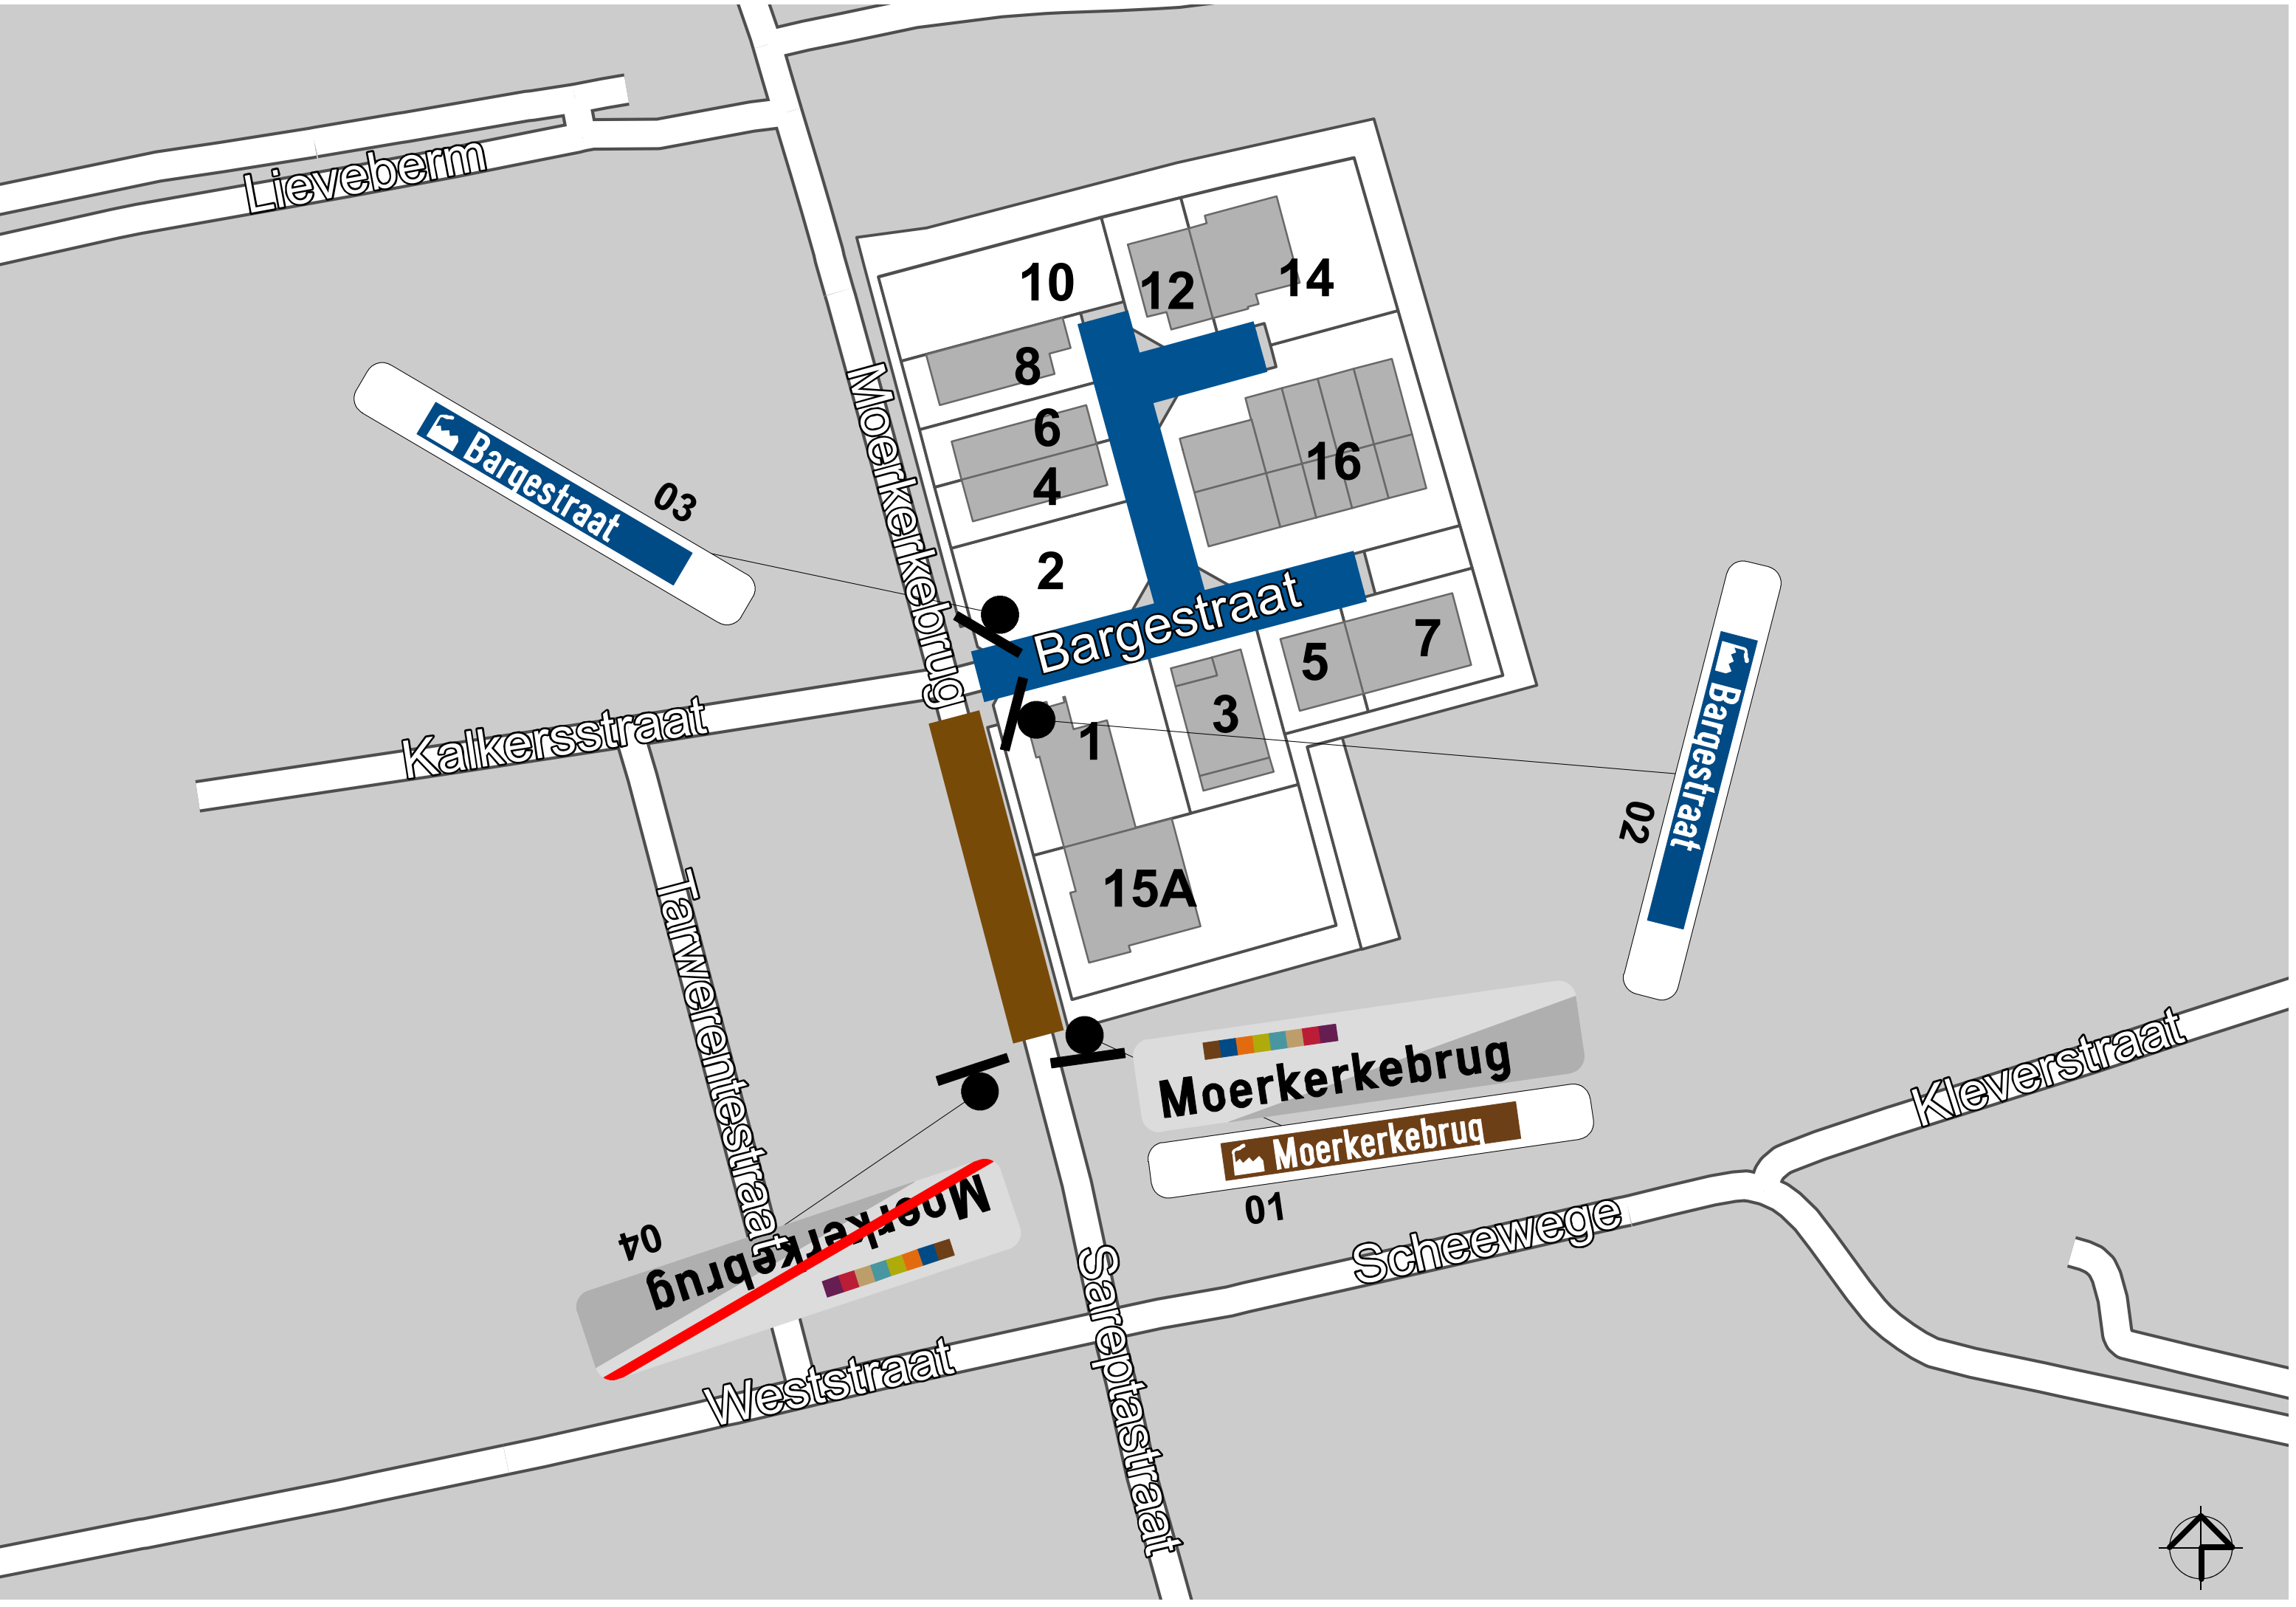 Lieveberm
10
12
14
8
6
4
16
2
Moerkerkebrug
Bargestraat
03
Bargestraat
5
7
3
1
15A
Bargestraat
02
Kalkersstraat
Tarwerentestraat
Moerkerkebrug
Moerkerkebrug
01
Moerkerkebrug
04
Kleverstraat
Scheewege
Weststraat
Sareptastraat